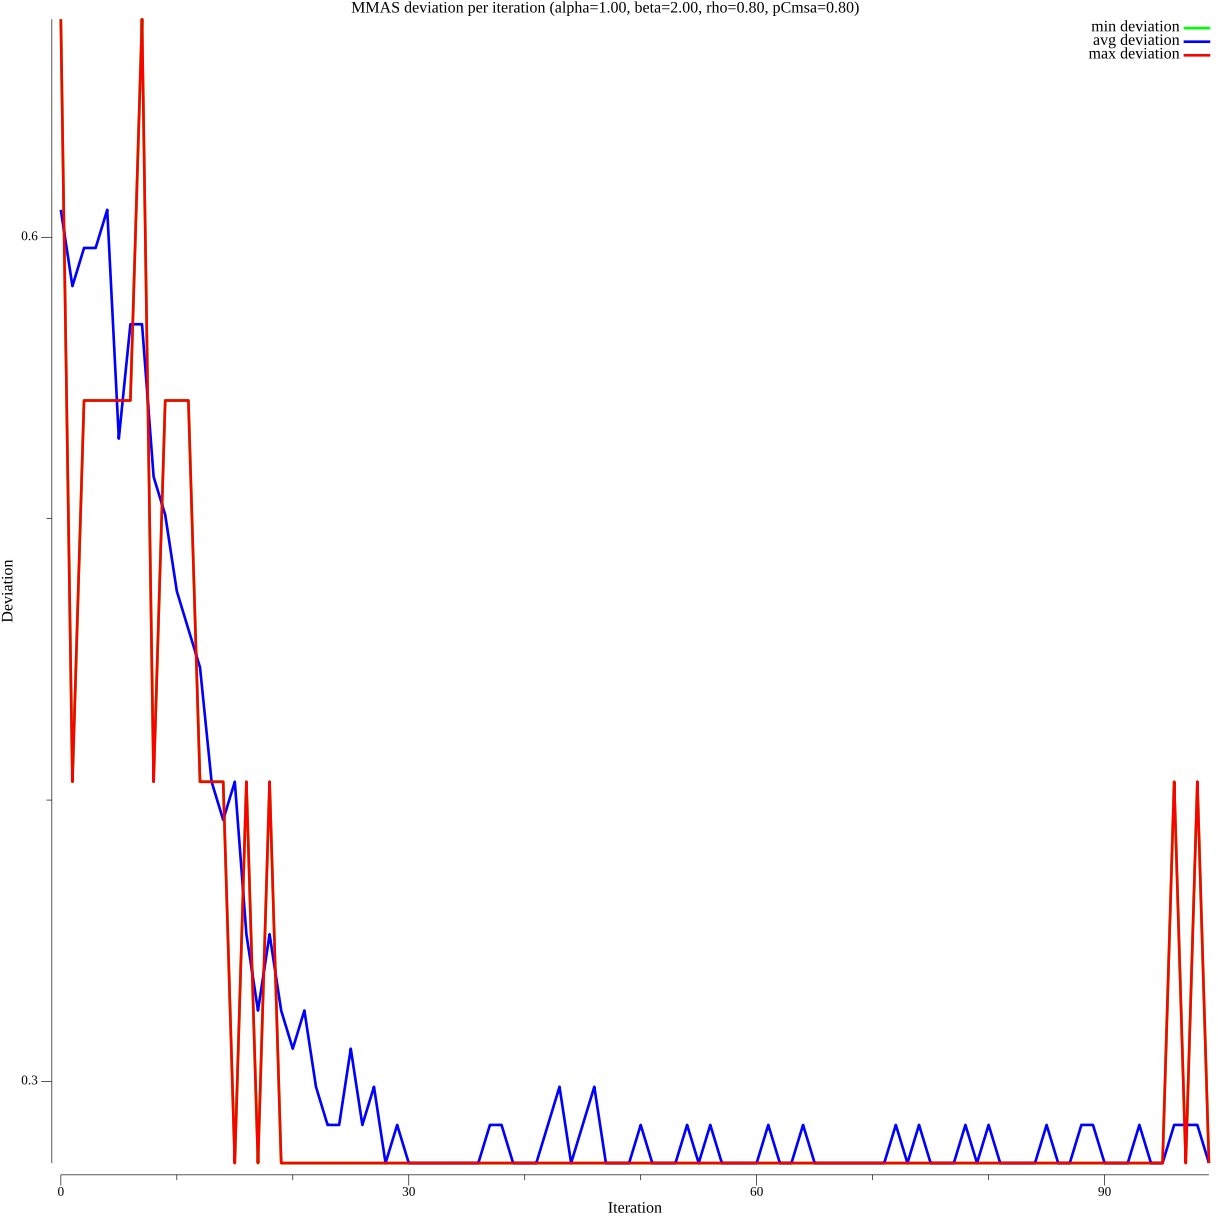 MMAS deviation per iteration (alpha=1.00, beta=2.00, rho=0.80, pCmsa=0.80)
min deviation
avg deviation
max deviation
0.6
Deviation
0.3
0 30 60 90
Iteration